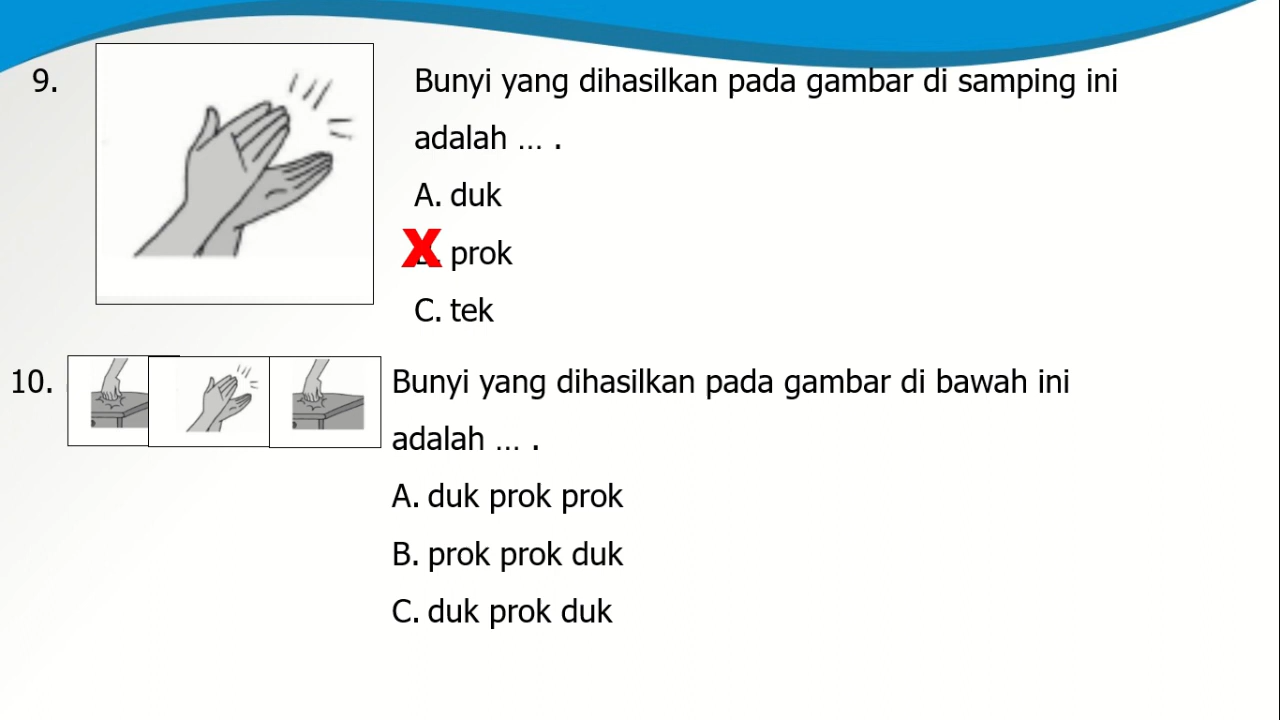 9.
Bunyi yang dihasilkan pada gambar di samping ini
adalah ... .
A. duk
X prok
C. tek
10.
Bunyi yang dihasilkan pada gambar di bawah ini
adalah ... .
A. duk prok prok
B. prok prok duk
C. duk prok duk